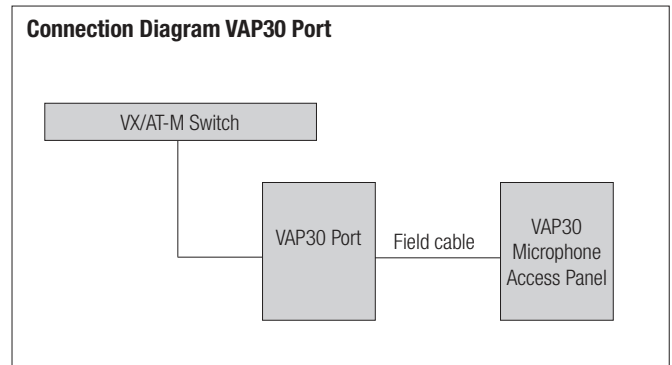 Connection Diagram VAP30 Port
VX/AT-M Switch
VAP30 Port
Field cable
VAP30
Microphone
Access Panel